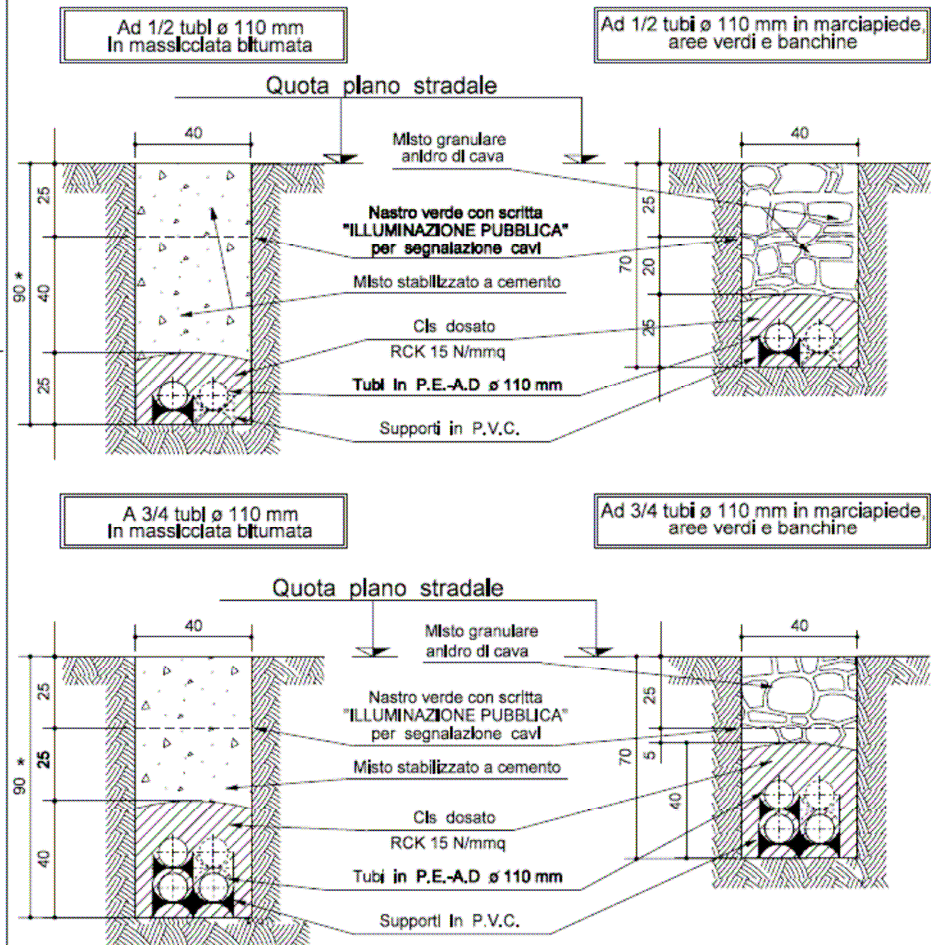 Ad 1/2 tubi ø 110 mm
In massicciata bitumata
Ad 1/2 tubi ø 110 mm in marciapiede,
aree verdi e banchine
Quota plano stradale
40
Misto granulare
anidro di cava
40
25
40
25
90 *
Nastro verde con scritta
"ILLUMINAZIONE PUBBLICA"
per segnalazione cavi
Misto stabilizzato a cemento
Cls dosato
RCK 15 N/mmq
Tubi in P.E.-A.D ø 110 mm
Supporti in P.V.C.
25
20
25
70
A 3/4 tubi ø 110 mm
In massicciata bitumata
Ad 3/4 tubi ø 110 mm in marciapiede,
aree verdi e banchine
Quota plano stradale
40
Misto granulare
anidro di cava
40
25
25
40
90 *
Nastro verde con scritta
"ILLUMINAZIONE PUBBLICA"
per segnalazione cavi
Misto stabilizzato a cemento
Cls dosato
RCK 15 N/mmq
Tubi in P.E.-A.D ø 110 mm
Supporti in P.V.C.
25
5
40
70